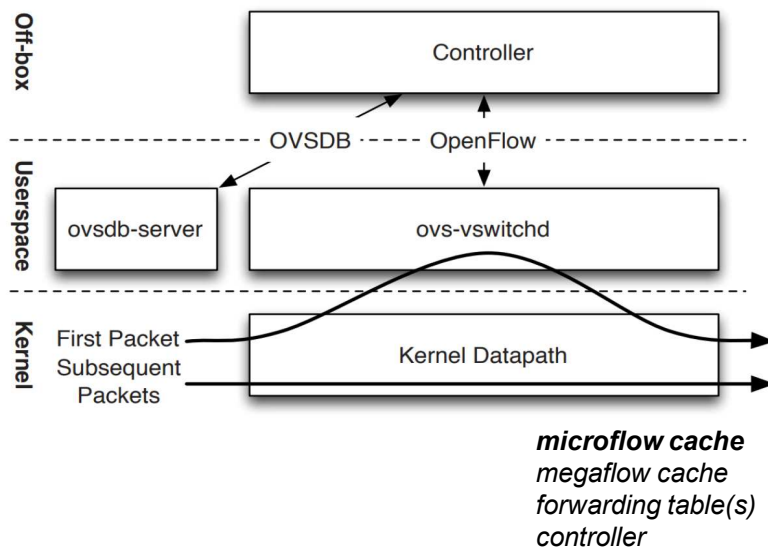 Off-box
Controller
OVSDB
OpenFlow
Userspace
ovsdb-server
ovs-vswitchd
Kernel
First Packet
Subsequent
Packets
Kernel Datapath
microflow cache
megaflow cache
forwarding table(s)
controller